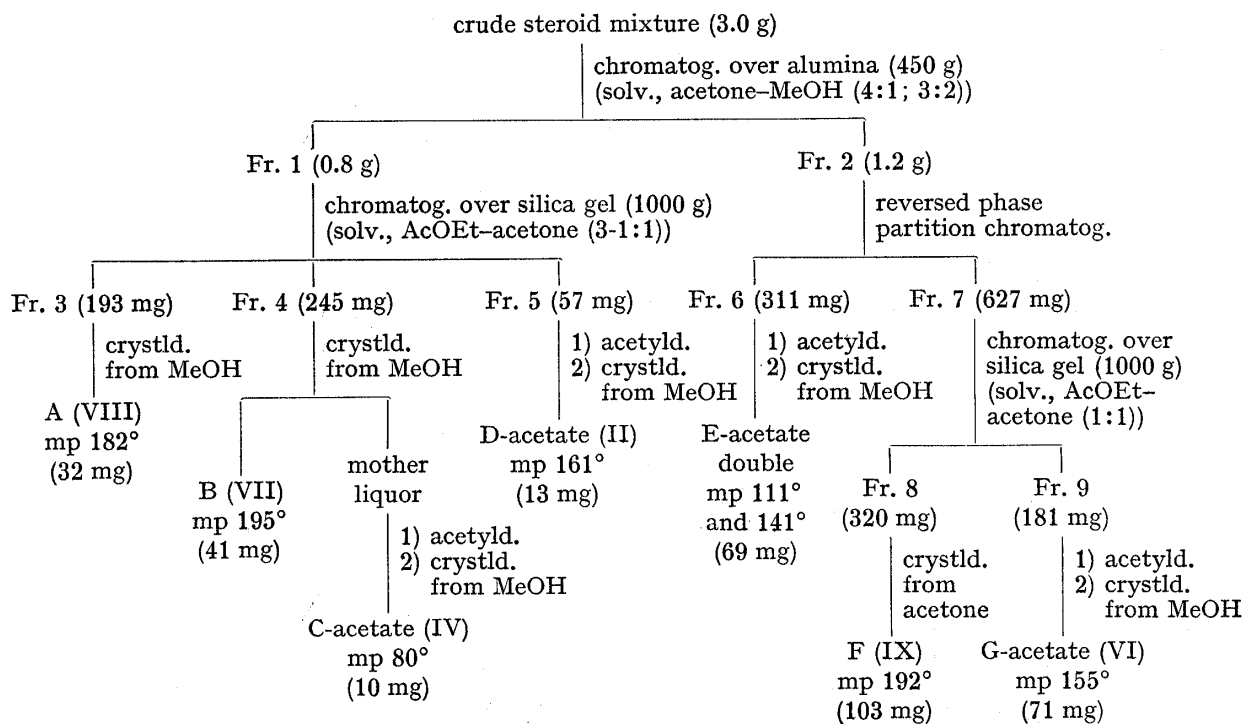 crude steroid mixture (3.0 g)
chromatog. over alumina (450 g)
(solv., acetone–MeOH (4:1; 3:2))
Fr. 1 (0.8 g)
Fr. 2 (1.2 g)
chromatog. over silica gel (1000 g)
(solv., AcOEt–acetone (3-1:1))
reversed phase
partition chromatog.
Fr. 3 (193 mg)
Fr. 4 (245 mg)
Fr. 5 (57 mg)
Fr. 6 (311 mg)
Fr. 7 (627 mg)
crystld.
from MeOH
crystld.
from MeOH
1) acetyld.
2) crystld.
from MeOH
1) acetyld.
2) crystld.
from MeOH
chromatog. over
silica gel (1000 g)
(solv., AcOEt–
acetone (1:1))
A (VIII)
mp 182°
(32 mg)
B (VII)
mp 195°
(41 mg)
mother
liquor
D-acetate (II)
mp 161°
(13 mg)
E-acetate
double
mp 111°
and 141°
(69 mg)
Fr. 8
(320 mg)
Fr. 9
(181 mg)
1) acetyld.
2) crystld.
from MeOH
crystld.
from
acetone
1) acetyld.
2) crystld.
from MeOH
C-acetate (IV)
mp 80°
(10 mg)
F (IX)
mp 192°
(103 mg)
G-acetate (VI)
mp 155°
(71 mg)